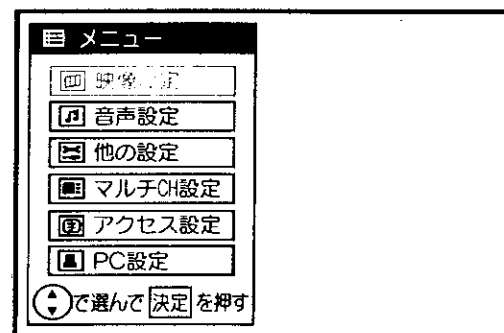 メニュー
音声設定
他の設定
マルチCH設定
アクセス設定
PC設定
で選んで 決定 を押す